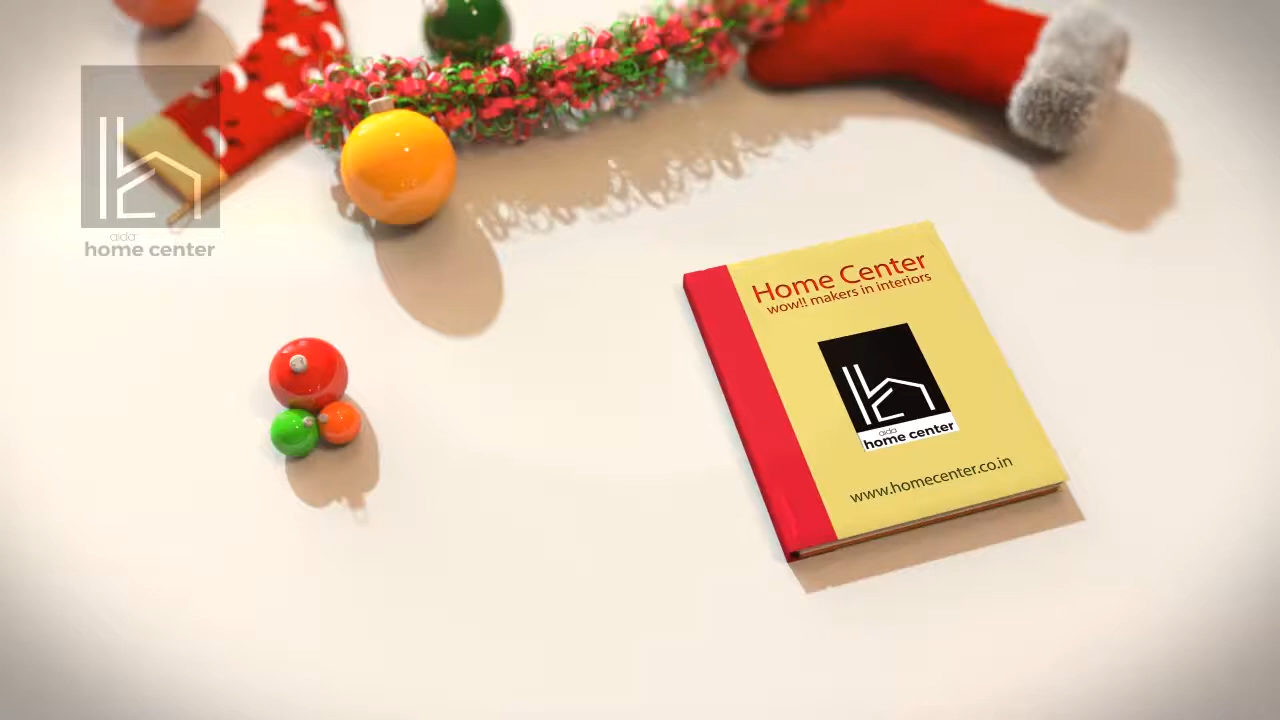 aida
home center
Home Center
wow!! makers in interiors
aida
home center
www.homecenter.co.in